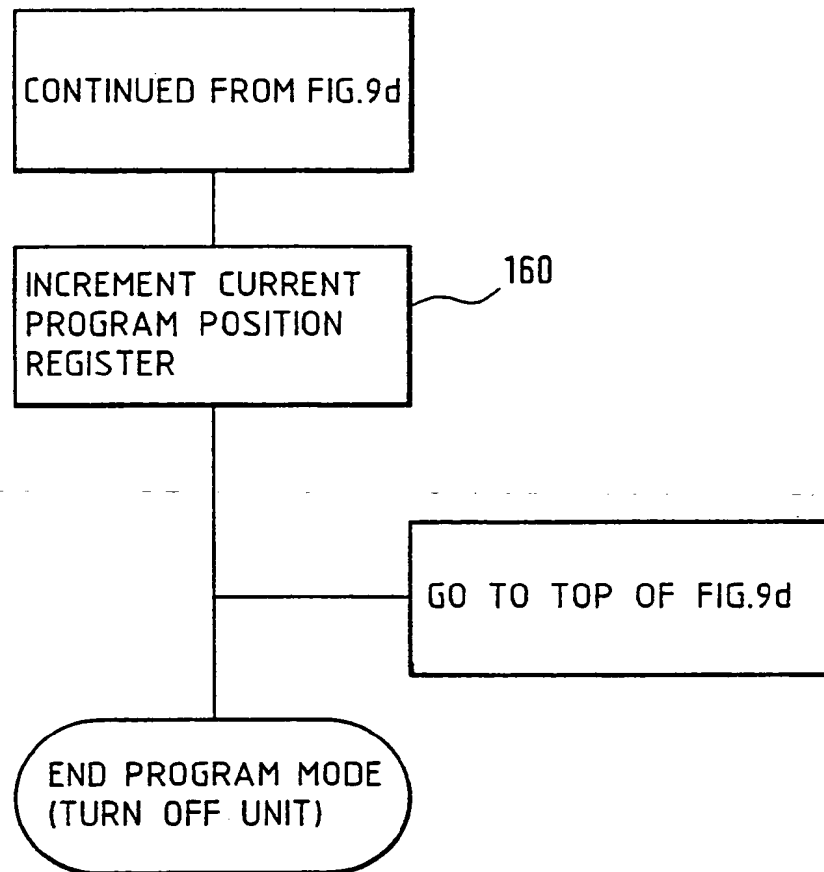 CONTINUED FROM FIG.9d
INCREMENT CURRENT
PROGRAM POSITION
REGISTER
160
GO TO TOP OF FIG.9d
END PROGRAM MODE
(TURN OFF UNIT)